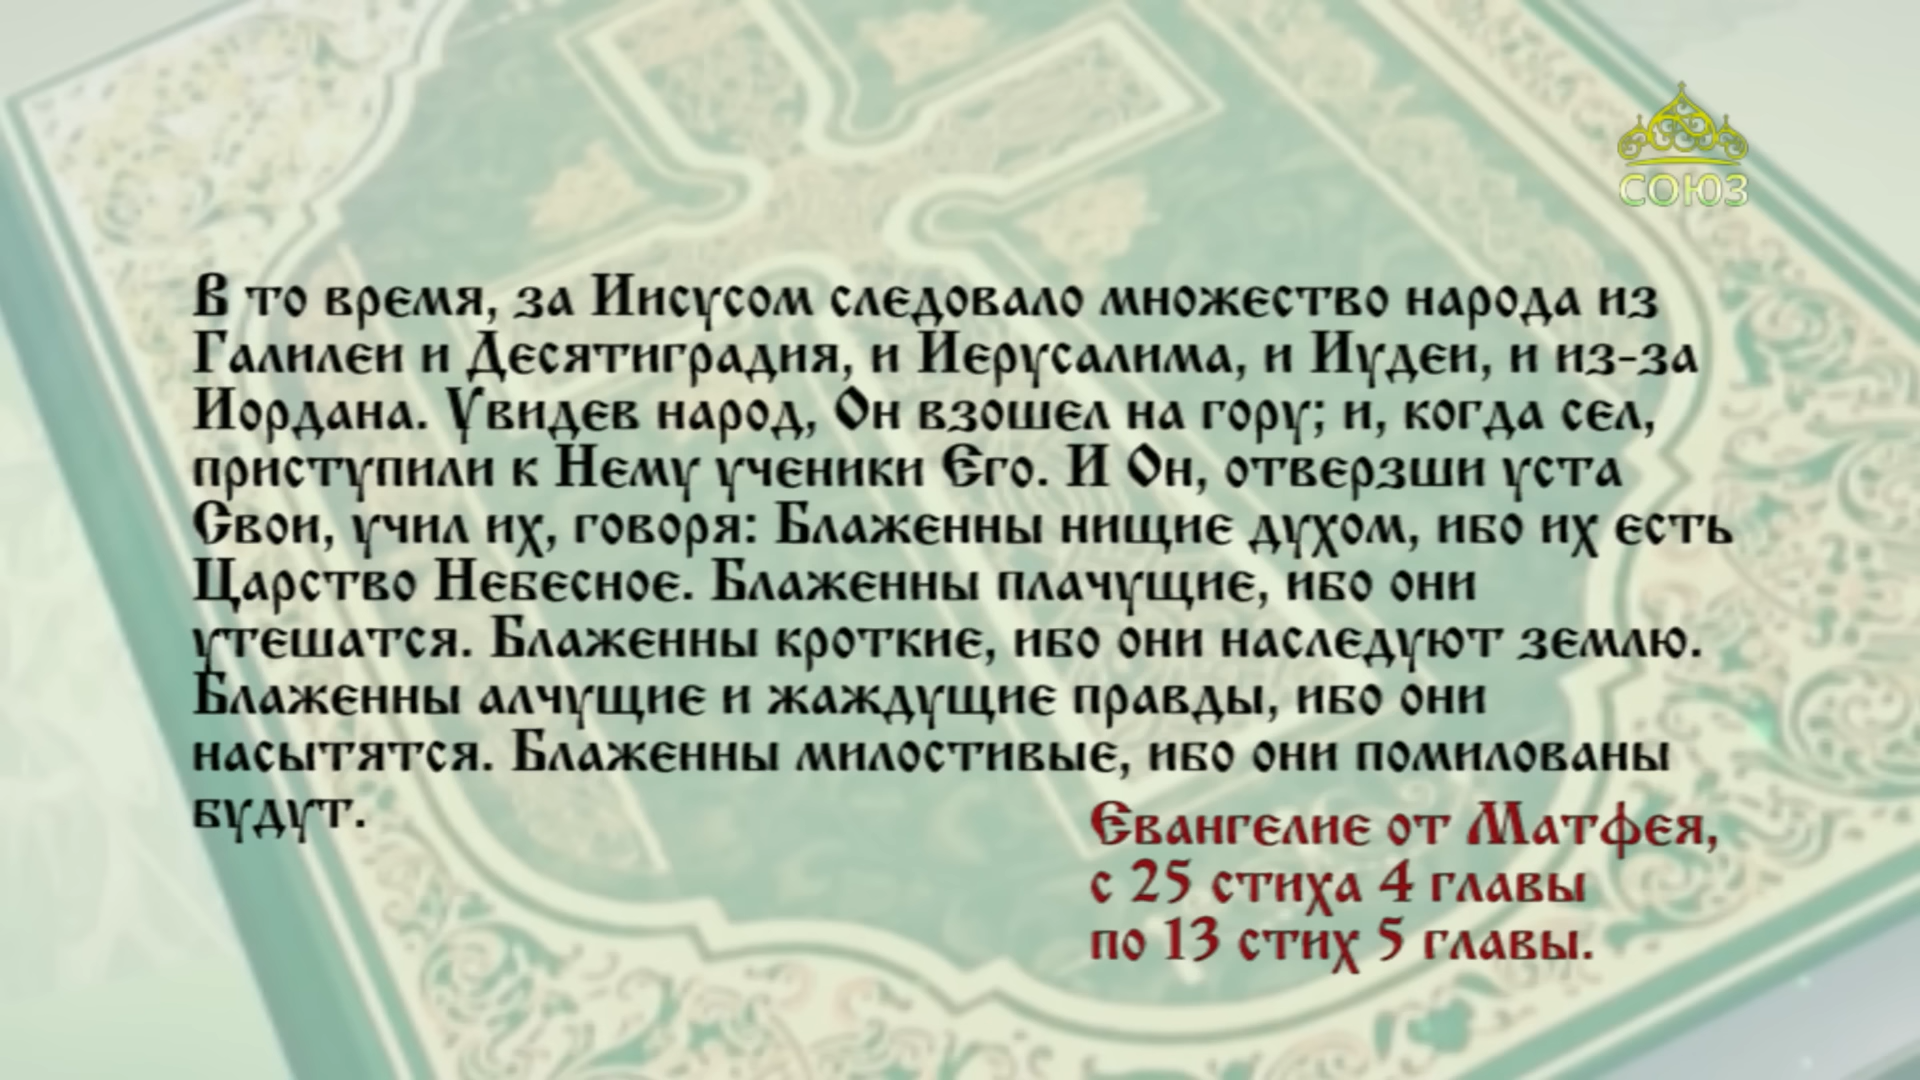 СОЮЗ
В то время, за Иисусом следовало множество народа из
Галилеи и Десятиградия, и Иерусалима, и Иудеи, и из-за
Иордана. Увидев народ, Он взошел на гору; и, когда сел,
приступили к Нему ученики Его. И Он, отверзши уста
Свои, учил их, говоря: Блаженны нищие духом, ибо их есть
Царство Небесное. Блаженны плачущие, ибо они
утешатся. Блаженны кроткие, ибо они наследуют землю.
Блаженны алчущие и жаждущие правды, ибо они
насытятся. Блаженны милостивые, ибо они помилованы
будут.
Евангелие от Матфея,
с 25 стиха 4 главы
по 13 стих 5 главы.